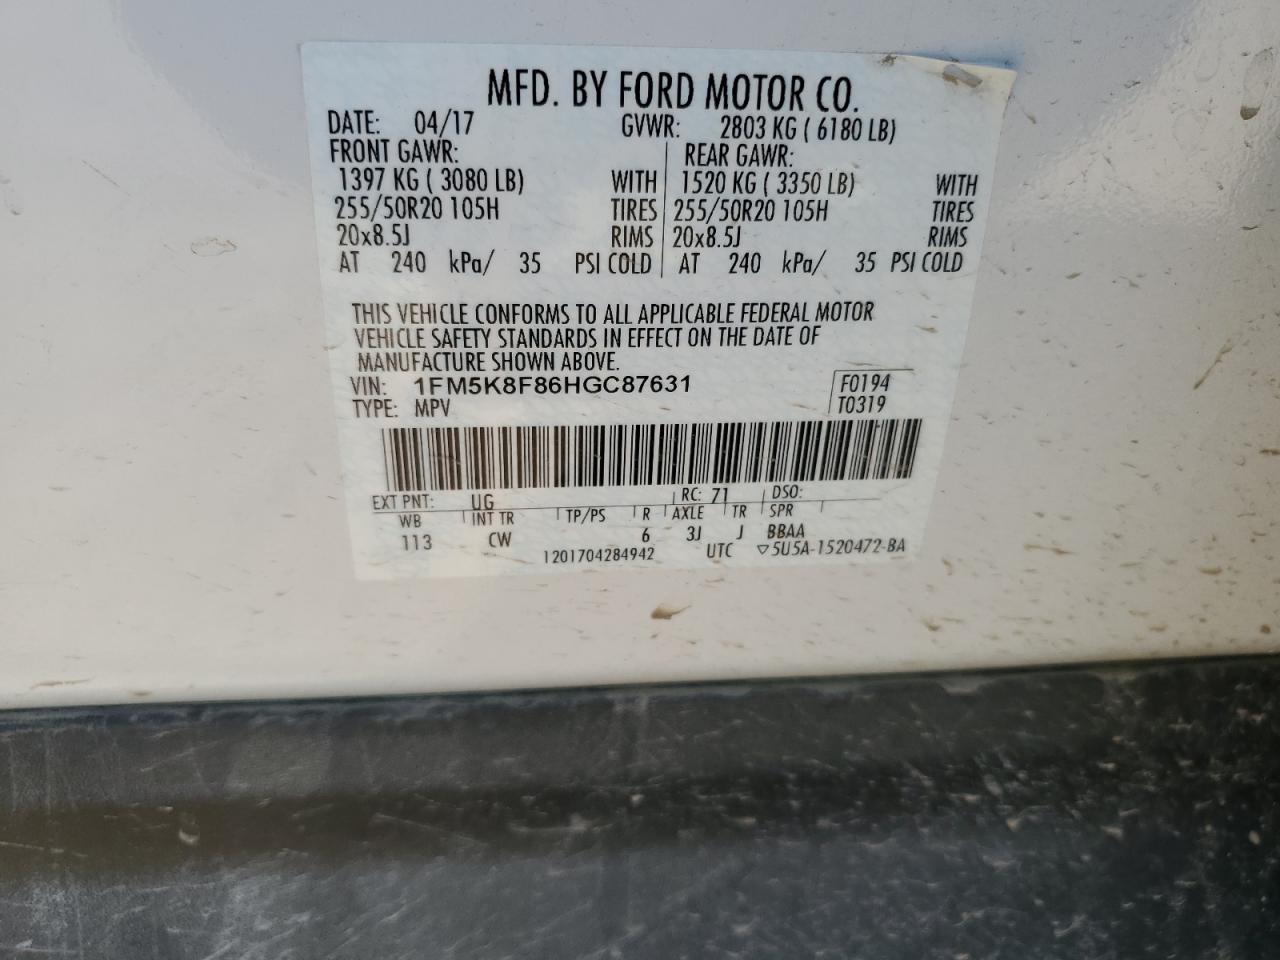 MFD. BY FORD MOTOR CO.
DATE: 04/17 GVWR: 2803 KG ( 6180 LB)
FRONT GAWR: REAR GAWR:
1397 KG ( 3080 LB) WITH 1520 KG ( 3350 LB) WITH
255/50R20 105H TIRES 255/50R20 105H TIRES
20x8.5J RIMS 20x8.5J RIMS
AT 240 kPa/ 35 PSI COLD AT 240 kPa/ 35 PSI COLD
THIS VEHICLE CONFORMS TO ALL APPLICABLE FEDERAL MOTOR
VEHICLE SAFETY STANDARDS IN EFFECT ON THE DATE OF
MANUFACTURE SHOWN ABOVE.
VIN: 1FM5K8F86HGC87631 F0194
TYPE: MPV T0319
EXT PNT: UG RC: 71 DSO:
WB INT TR TP/PS R AXLE TR SPR
113 CW 6 3J J BBAA
1201704284942 UTC ▽5U5A-1520472-BA